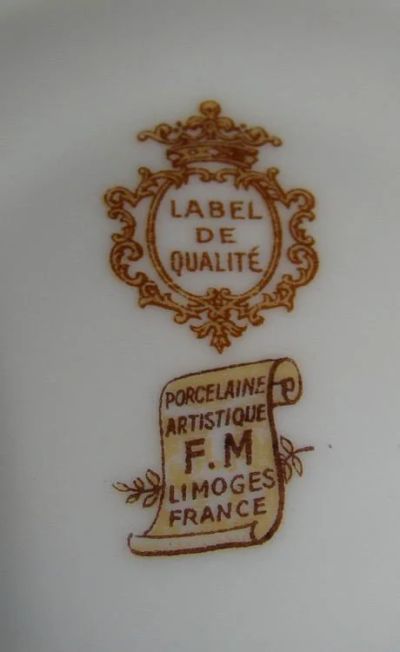 LABEL
DE
QUALITÉ
PORCELAINE
ARTISTIQUE
F.M
LIMOGES
FRANCE